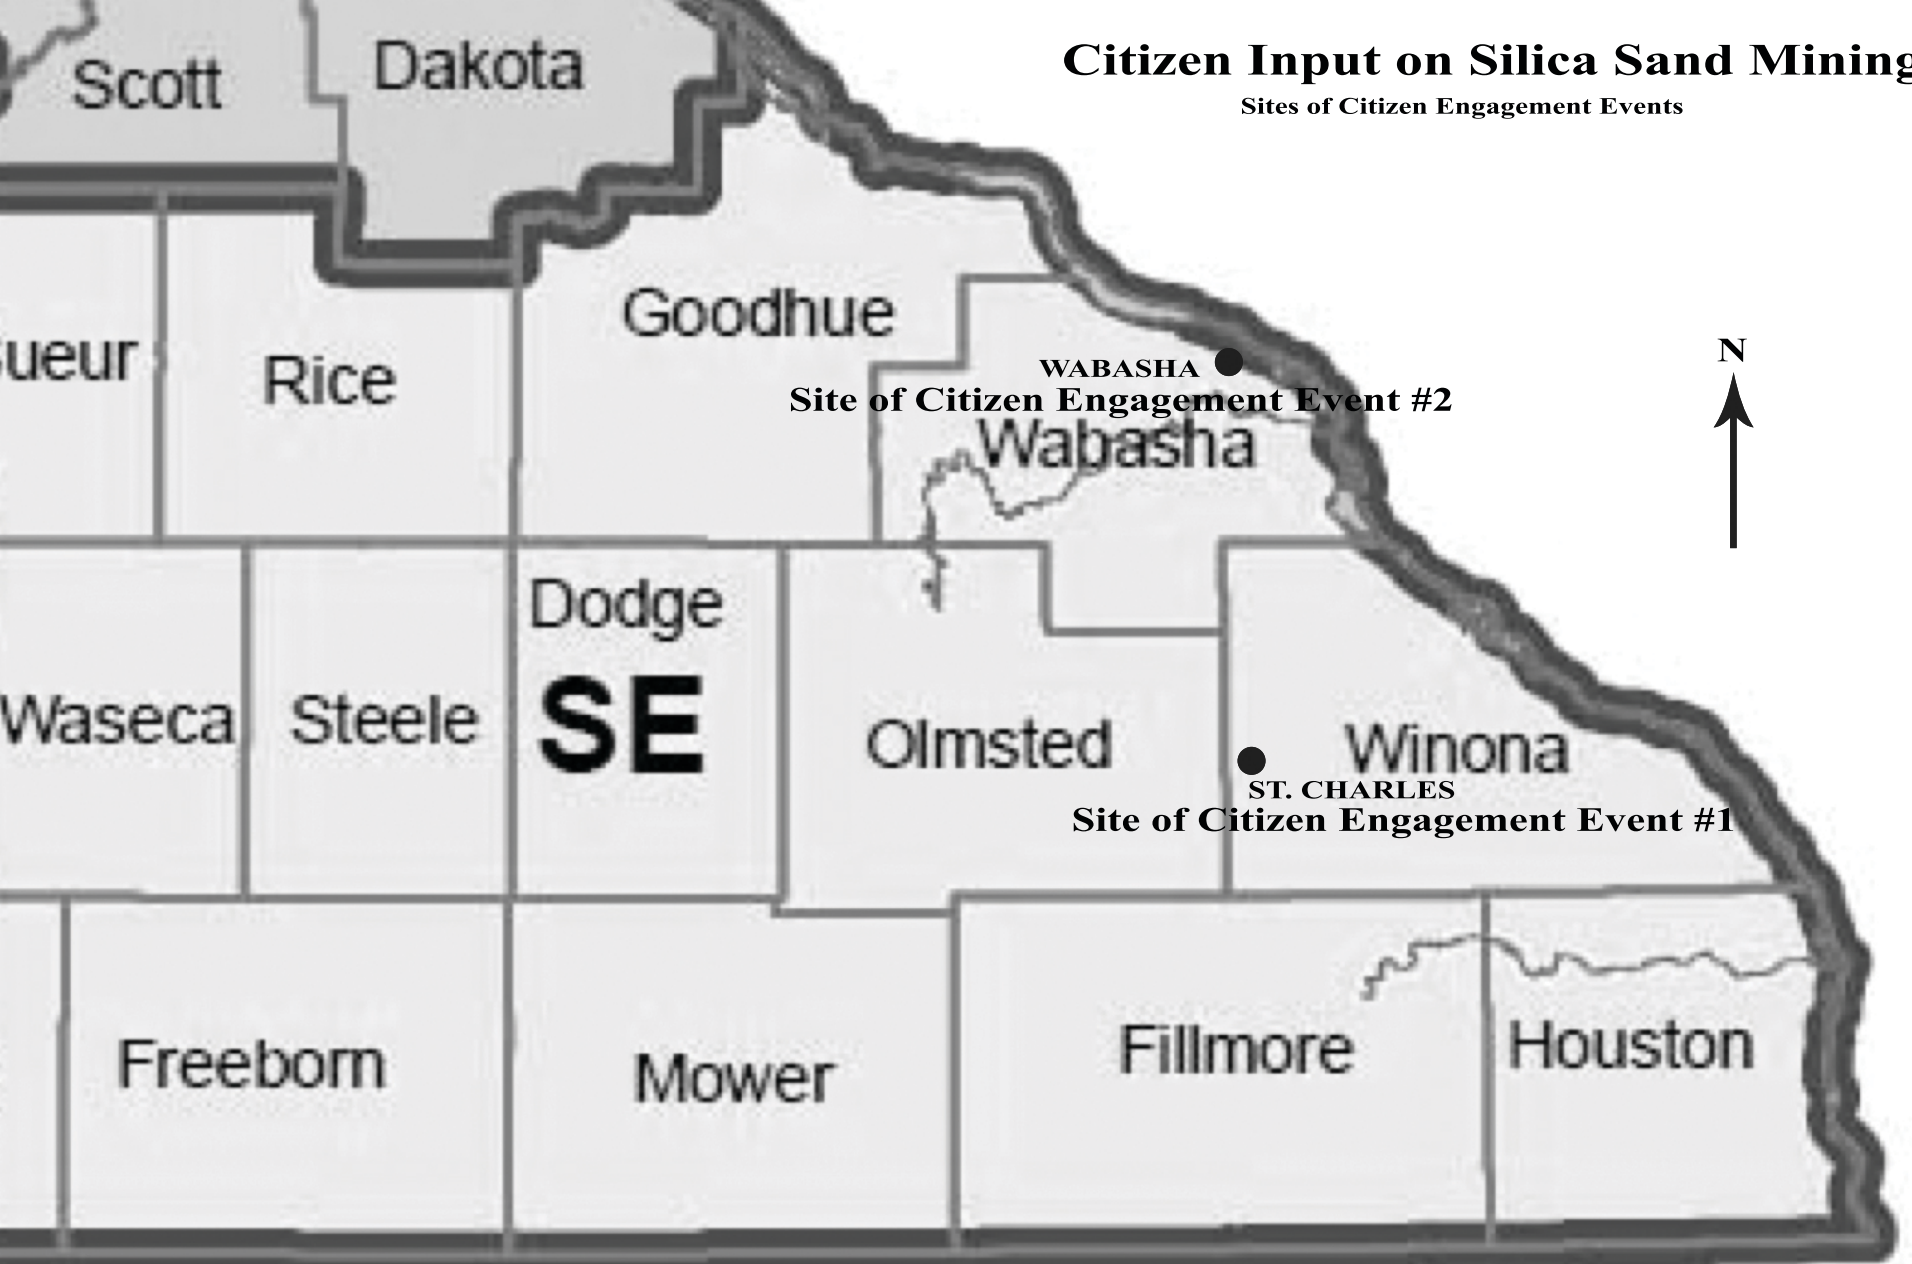 Citizen Input on Silica Sand Mining
Sites of Citizen Engagement Events
Scott
Dakota
Goodhue
ueur
Rice
N
WABASHA
Site of Citizen Engagement Event #2
Wabasha
Dodge
SE
Waseca
Steele
Olmsted
Winona
ST. CHARLES
Site of Citizen Engagement Event #1
Freeborn
Mower
Fillmore
Houston